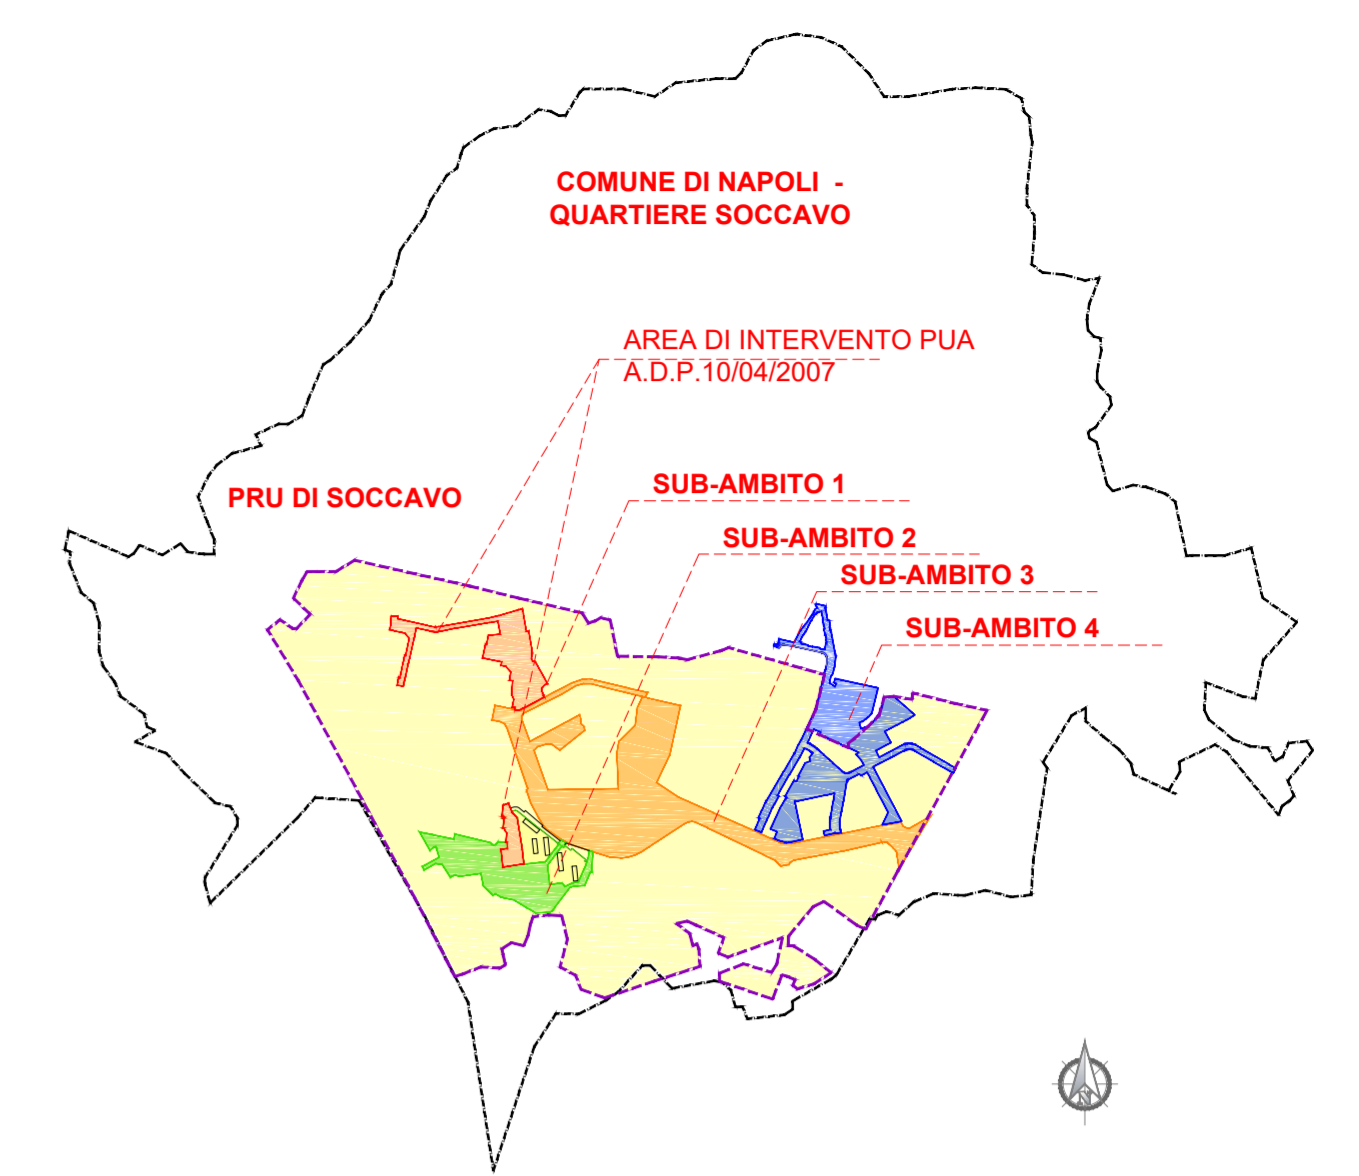 COMUNE DI NAPOLI -
QUARTIERE SOCCAVO
AREA DI INTERVENTO PUA
A.D.P.10/04/2007
SUB-AMBITO 1
PRU DI SOCCAVO
SUB-AMBITO 2
SUB-AMBITO 3
SUB-AMBITO 4
N